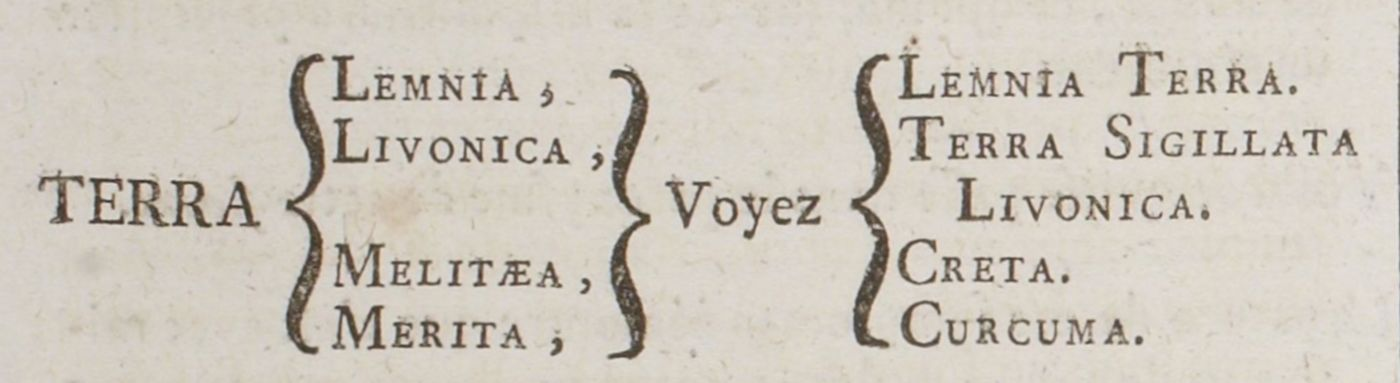 LEMNIA, LEMNIA TERRA.
LIVONICA, TERRA SIGILLATA
TERRA Voyez LIVONICA.
MELITÆA, CRETA.
MERITA, CURCUMA.